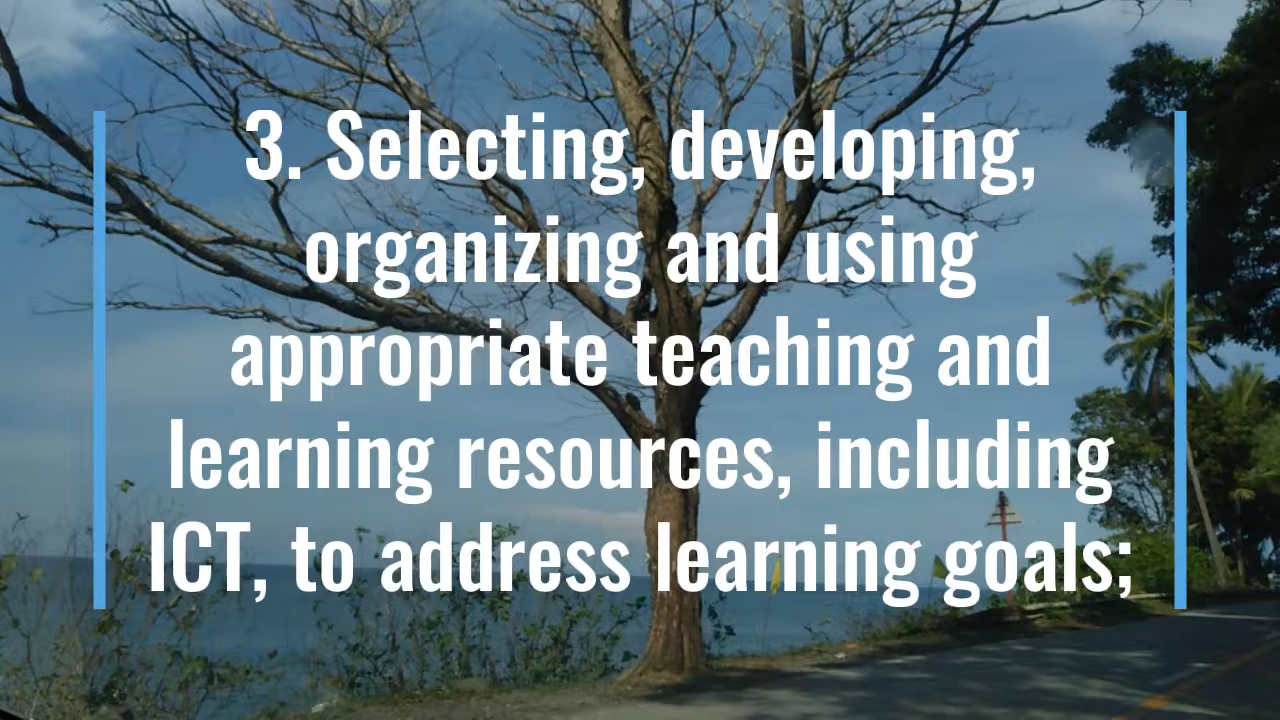 3. Selecting, developing,
organizing and using
appropriate teaching and
learning resources, including
ICT, to address learning goals;